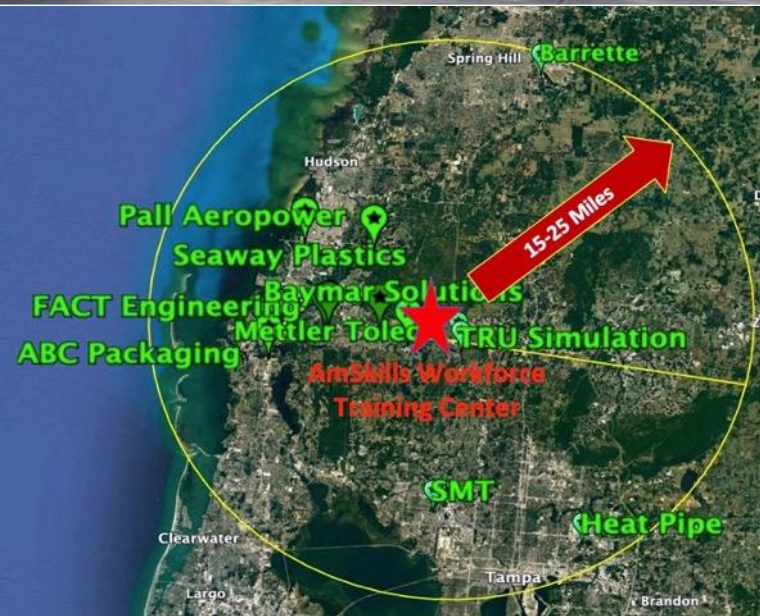 Spring Hill
Barrette
Hudson
15-25 Miles
Pall Aeropower
Seaway Plastics
Baymar Solutions
FACT Engineering
Mettler Toledo
TRU Simulation
ABC Packaging
AmSkills Workforce
Training Center
SMT
Heat Pipe
Clearwater
Tampa
Largo
Brandon